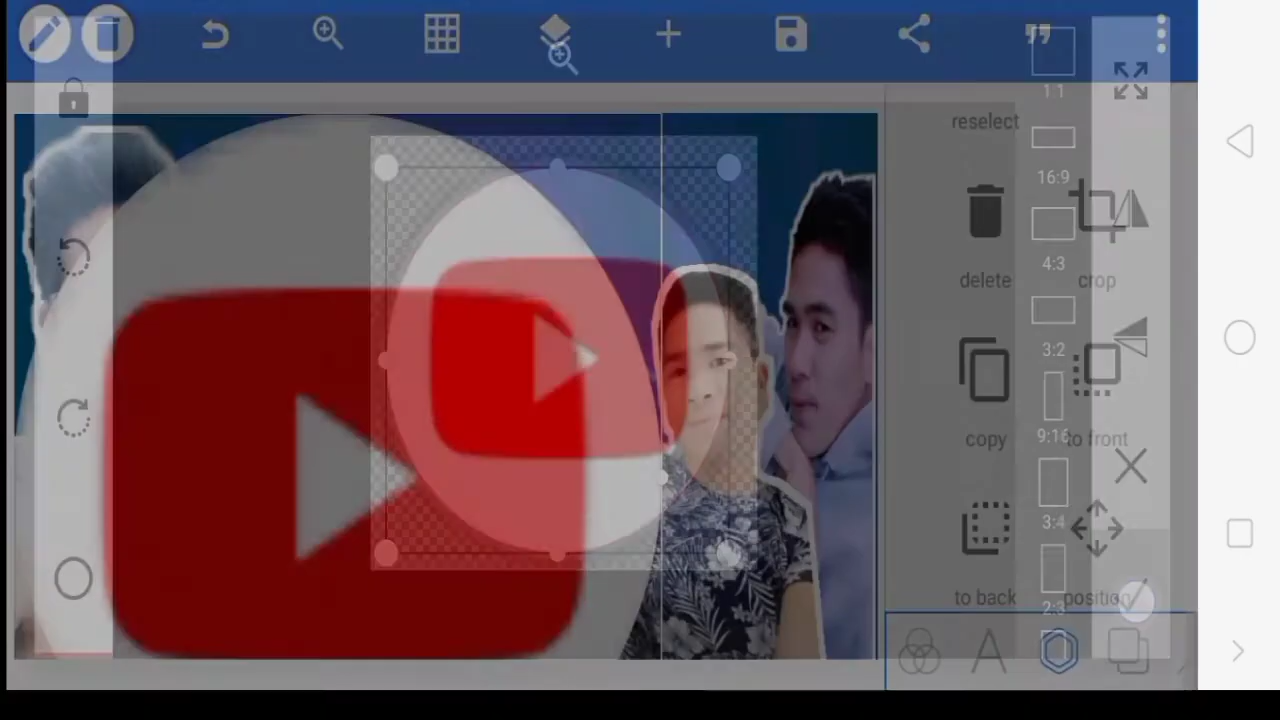 1:1
reselect
16:9
4:3
delete
crop
3:2
copy
9:16
to front
3:4
to back
position
2:3